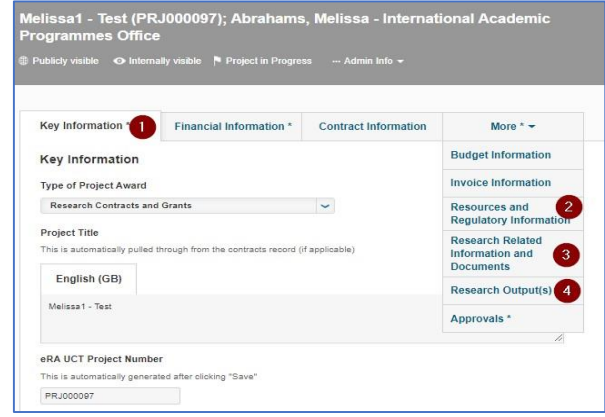 Melissa1 - Test (PRJ000097); Abrahams, Melissa - International Academic
Programmes Office
Publicly visible Internally visible Project in Progress ··· Admin Info
Key Information * 1 Financial Information * Contract Information More *
Key Information
Type of Project Award
Research Contracts and Grants
Project Title
This is automatically pulled through from the contracts record (if applicable)
English (GB)
Melissa1 - Test
eRA UCT Project Number
This is automatically generated after clicking "Save"
PRJ000097
Budget Information
Invoice Information
Resources and
Regulatory Information 2
Research Related
Information and
Documents 3
Research Output(s) 4
Approvals *